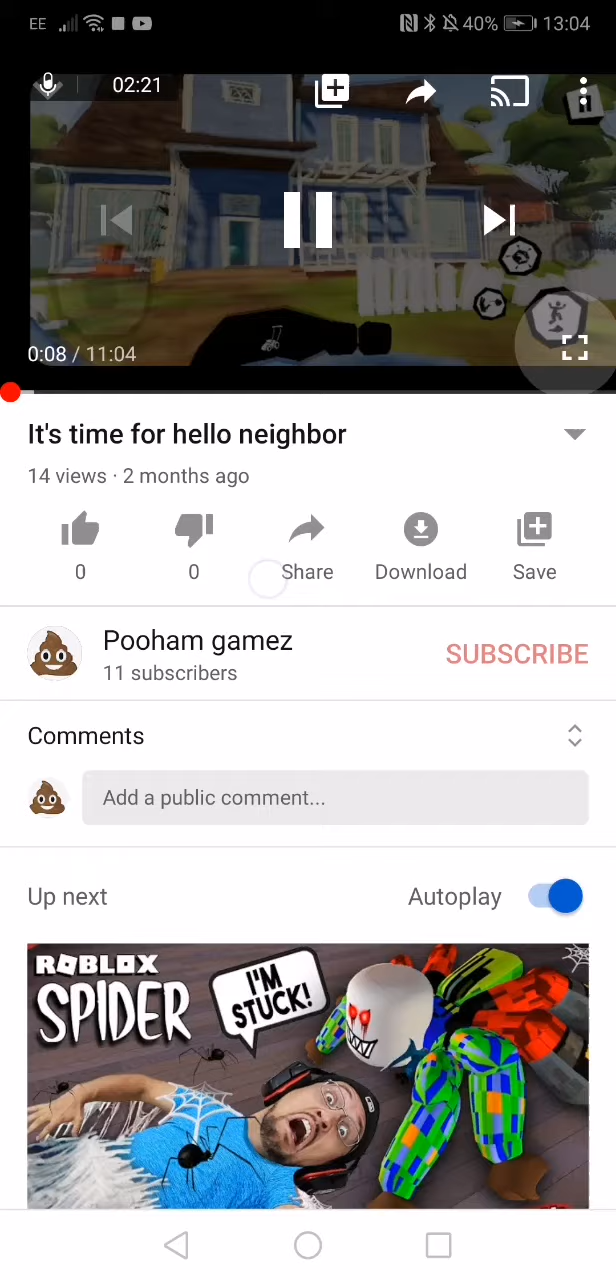 EE 40% 13:04
02:21
0:08 / 11:04
It's time for hello neighbor
14 views · 2 months ago
0 0 Share Download Save
Pooham gamez SUBSCRIBE
11 subscribers
Comments
Add a public comment...
Up next Autoplay
ROBLOX
SPIDER
I'M
STUCK!